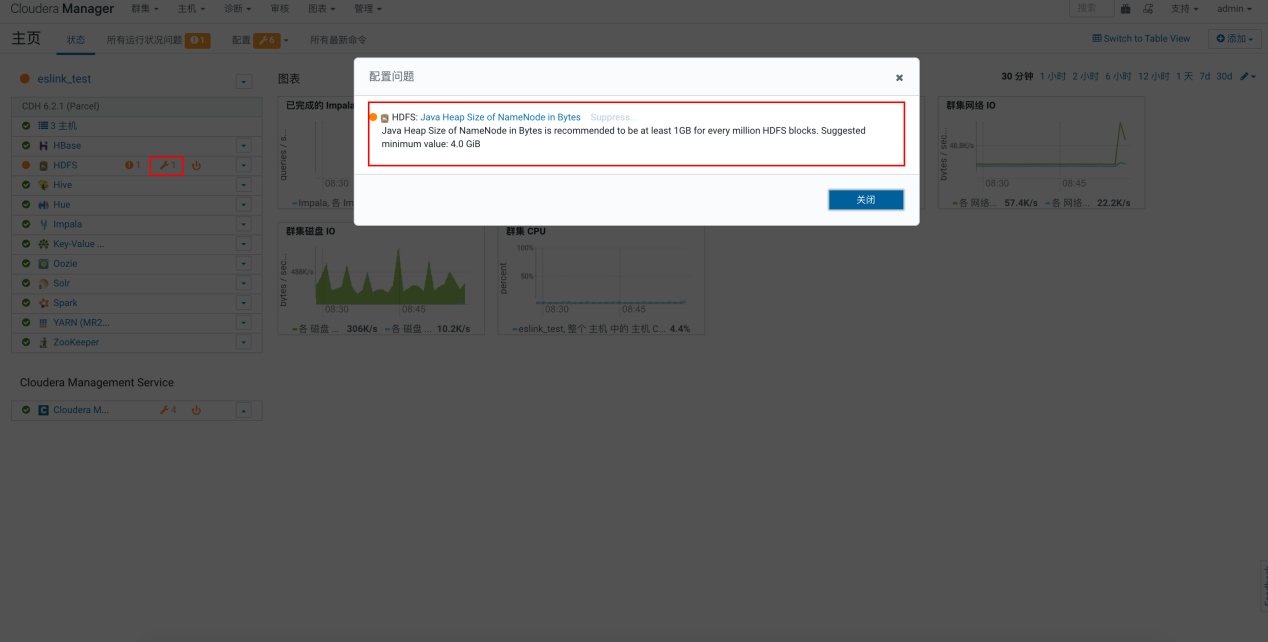 Cloudera Manager 群集 主机 诊断 审核 图表 管理 搜索 支持 admin
主页 状态 所有运行状况问题 1 配置 6 所有最新命令 Switch to Table View 添加
eslink_test
图表
30 分钟 1 小时 2 小时 6 小时 12 小时 1 天 7d 30d
CDH 6.2.1 (Parcel)
3 主机
HBase
HDFS 1 1
Hive
Hue
Impala
Key-Value ...
Oozie
Solr
Spark
YARN (MR2...
ZooKeeper
Cloudera Management Service
Cloudera M... 4
配置问题
HDFS: Java Heap Size of NameNode in Bytes Suppress...
Java Heap Size of NameNode in Bytes is recommended to be at least 1GB for every million HDFS blocks. Suggested
minimum value: 4.0 GiB
关闭
已完成的 Impala
queries / s...
08:30
Impala, 各 Im
群集网络 IO
bytes / sec...
48.8K/s
08:30 08:45
各 网络... 57.4K/s 各 网络... 22.2K/s
群集磁盘 IO
bytes / sec...
488K/s
08:30 08:45
各 磁盘 ... 306K/s 各 磁盘 ... 10.2K/s
群集 CPU
percent
100%
50%
08:30 08:45
eslink_test, 整个 主机 中的 主机 C... 4.4%